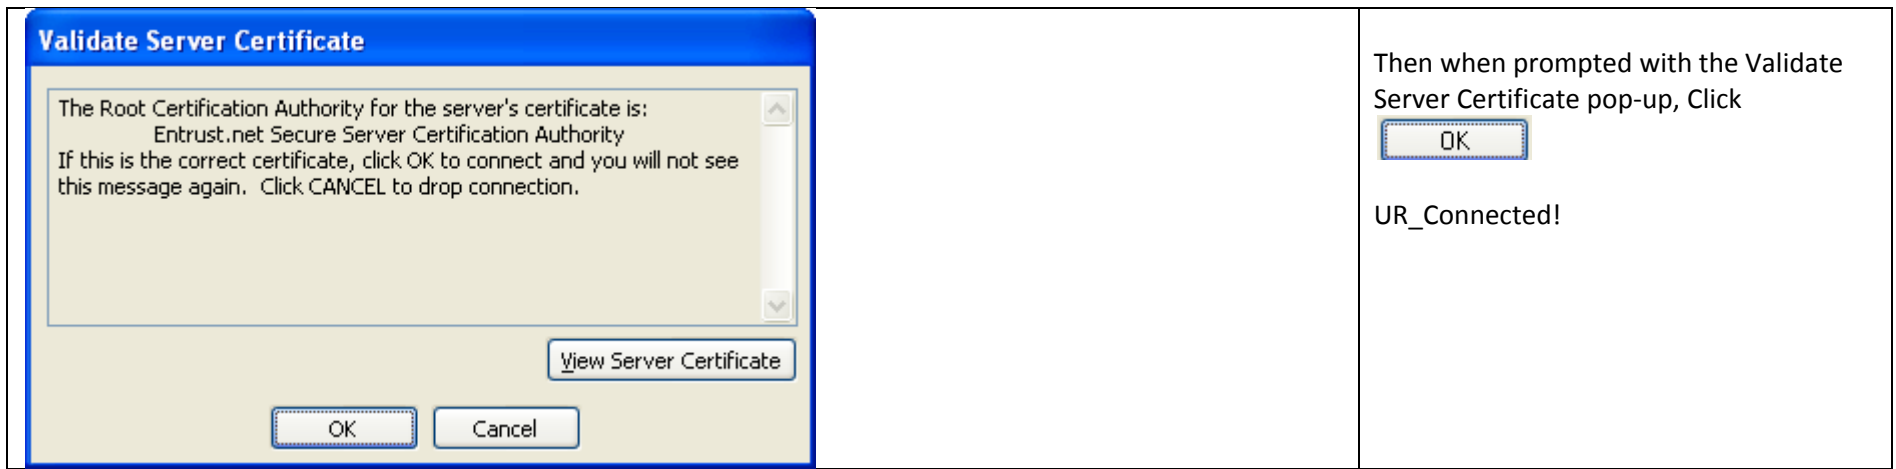 Validate Server Certificate
The Root Certification Authority for the server's certificate is:
Entrust.net Secure Server Certification Authority
If this is the correct certificate, click OK to connect and you will not see
this message again.  Click CANCEL to drop connection.
View Server Certificate
OK
Cancel
Then when prompted with the Validate
Server Certificate pop-up, Click
OK
UR_Connected!